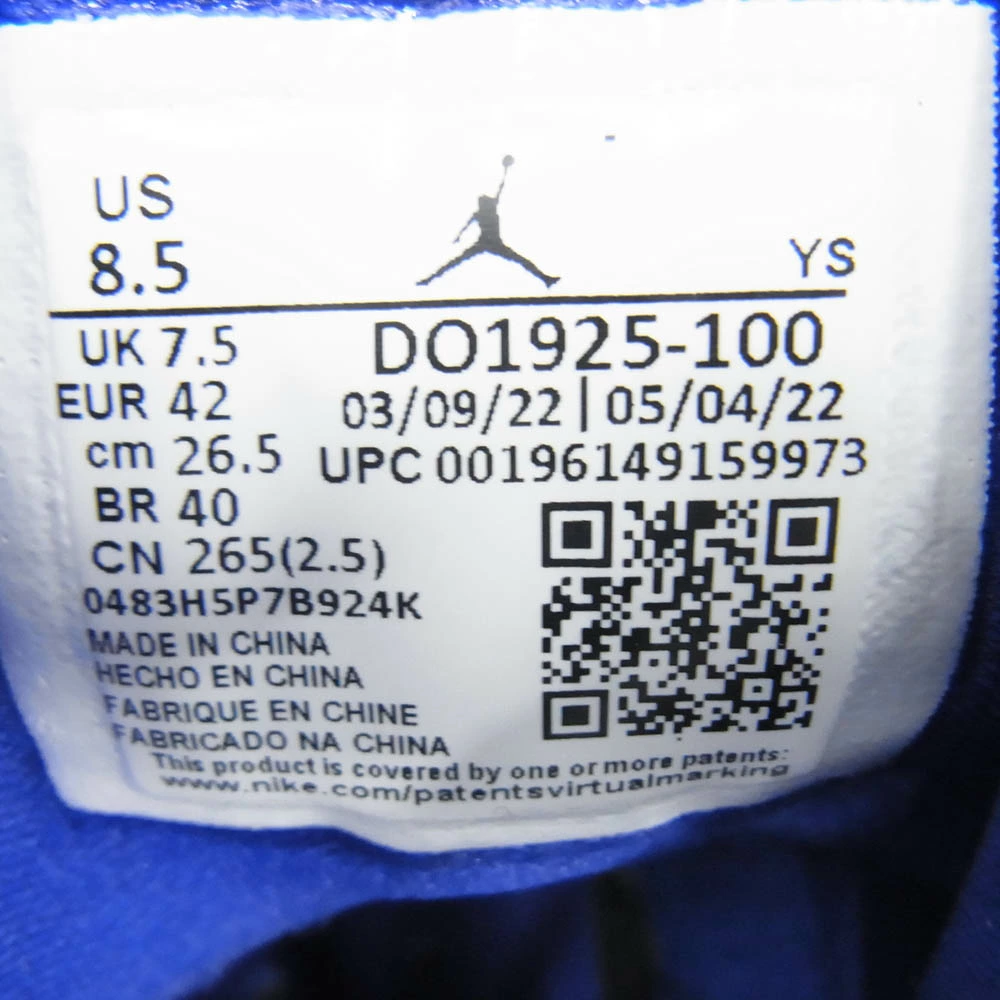 US
8.5
YS
UK 7.5
DO1925-100
EUR 42
03/09/22 | 05/04/22
cm 26.5
UPC 00196149159973
BR 40
CN 265(2.5)
0483H5P7B924K
MADE IN CHINA
HECHO EN CHINA
FABRIQUE EN CHINE
FABRICADO NA CHINA
This product is covered by one or more patents:
www.nike.com/patentsvirtualmarking